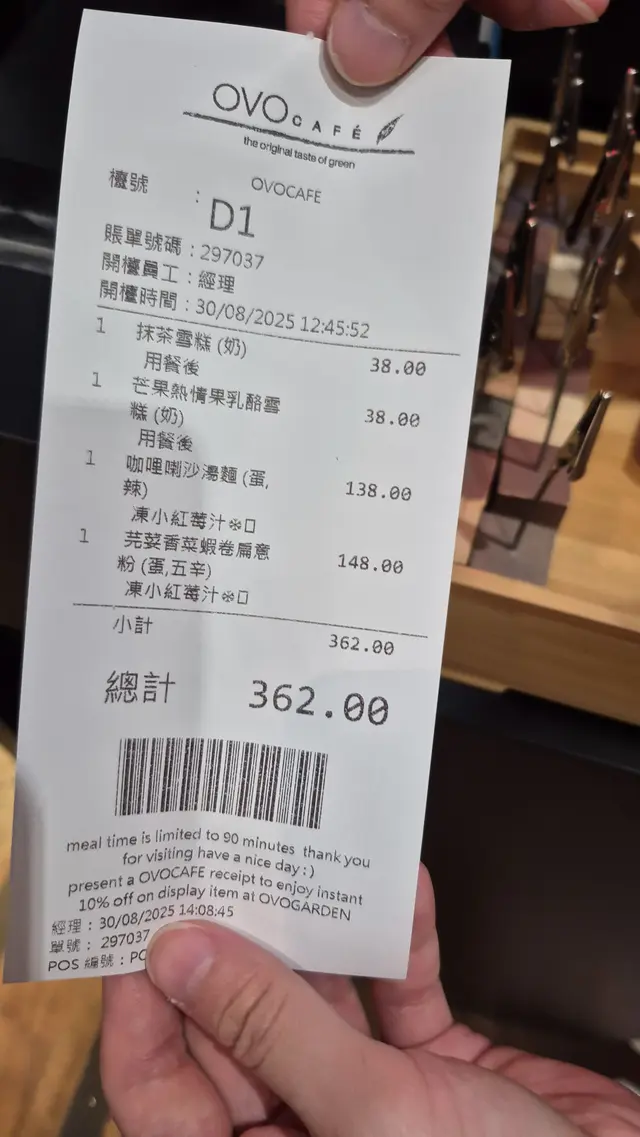 OVO CAFÉ
the original taste of green
OVOCAFE
檯號 : D1
賬單號碼 : 297037
開檯員工 : 經理
開檯時間 : 30/08/2025 12:45:52
1 抹茶雪糕 (奶) 38.00
用餐後
1 芒果熱情果乳酪雪 38.00
糕 (奶)
用餐後
1 咖哩喇沙湯麵 (蛋, 138.00
辣)
凍小紅莓汁❄
1 芫荽香菜蝦卷扁意 148.00
粉 (蛋,五辛)
凍小紅莓汁❄
小計 362.00
總計 362.00
meal time is limited to 90 minutes thank you
for visiting have a nice day:)
present a OVOCAFE receipt to enjoy instant
10% off on display item at OVOGARDEN
經理 : 30/08/2025 14:08:45
單號 : 297037
POS 編號 :